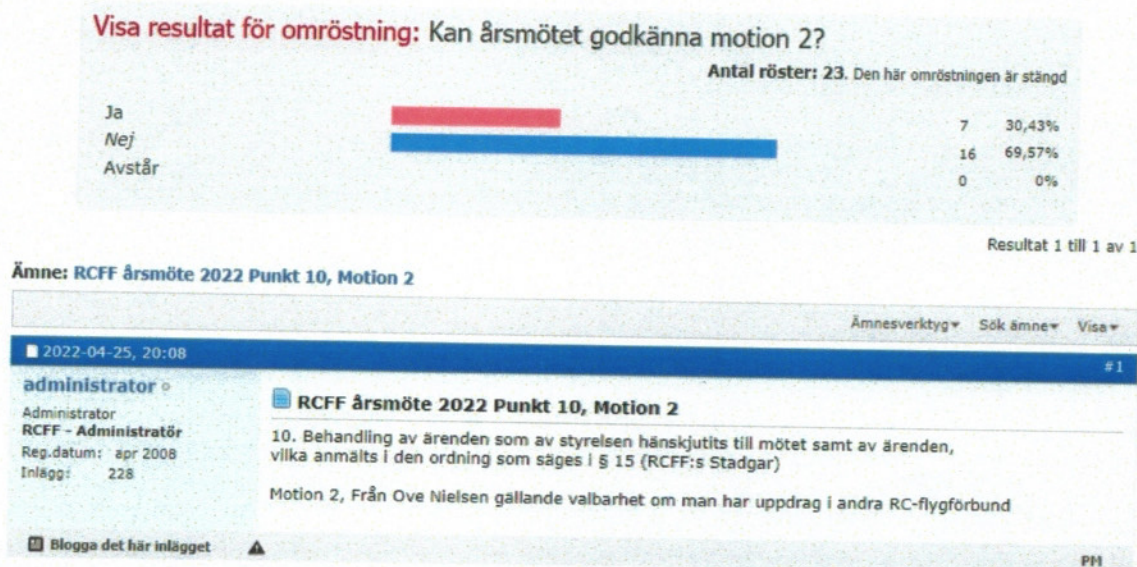 Visa resultat för omröstning: Kan årsmötet godkänna motion 2?
Antal röster: 23. Den här omröstningen är stängd
Ja 7 30,43%
Nej 16 69,57%
Avstår 0 0%
Resultat 1 till 1 av 1
Ämne: RCFF årsmöte 2022 Punkt 10, Motion 2
Ämnesverktyg Sök ämne Visa
2022-04-25, 20:08 #1
administrator
Administrator
RCFF - Administratör
Reg.datum: apr 2008
Inlägg: 228
RCFF årsmöte 2022 Punkt 10, Motion 2
10. Behandling av ärenden som av styrelsen hänskjutits till mötet samt av ärenden,
vilka anmälts i den ordning som säges i § 15 (RCFF:s Stadgar)
Motion 2, Från Ove Nielsen gällande valbarhet om man har uppdrag i andra RC-flygförbund
Blogga det här inlägget
PM